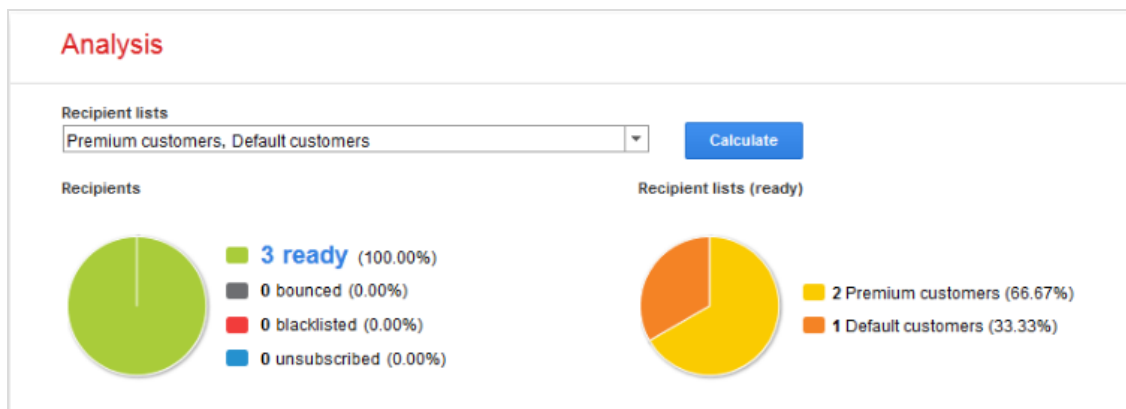 Analysis
Recipient lists
Premium customers, Default customers
Calculate
Recipients
Recipient lists (ready)
3 ready (100.00%)
0 bounced (0.00%)
0 blacklisted (0.00%)
0 unsubscribed (0.00%)
2 Premium customers (66.67%)
1 Default customers (33.33%)